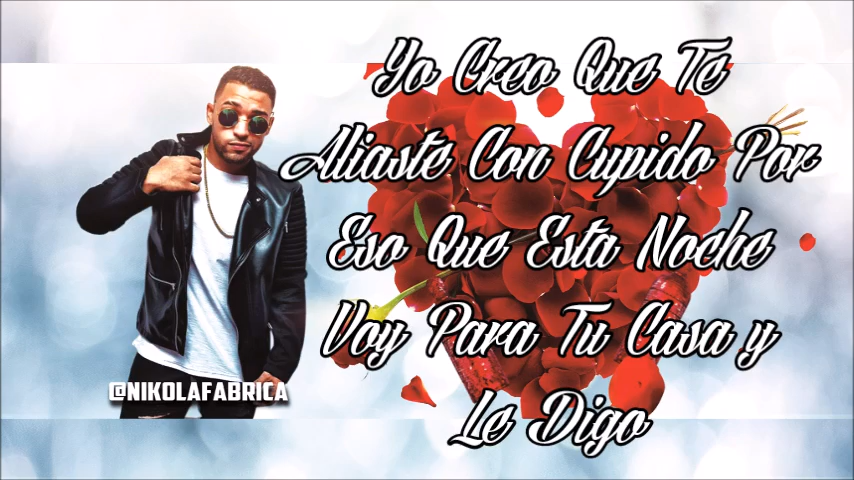 Yo Creo Que Te
Aliaste Con Cupido Por
Eso Que Esta Noche
Voy Para Tu Casa y
Le Digo
@NIKOLAFABRICA